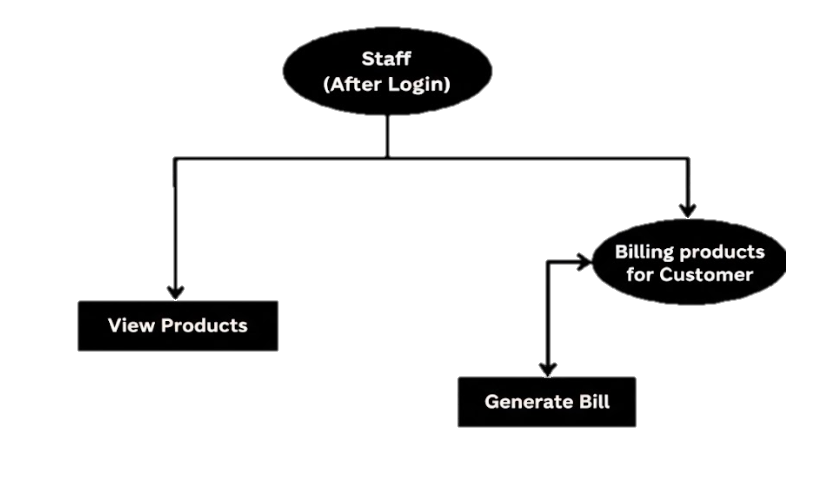 Staff
(After Login)
Billing products
for Customer
View Products
Generate Bill